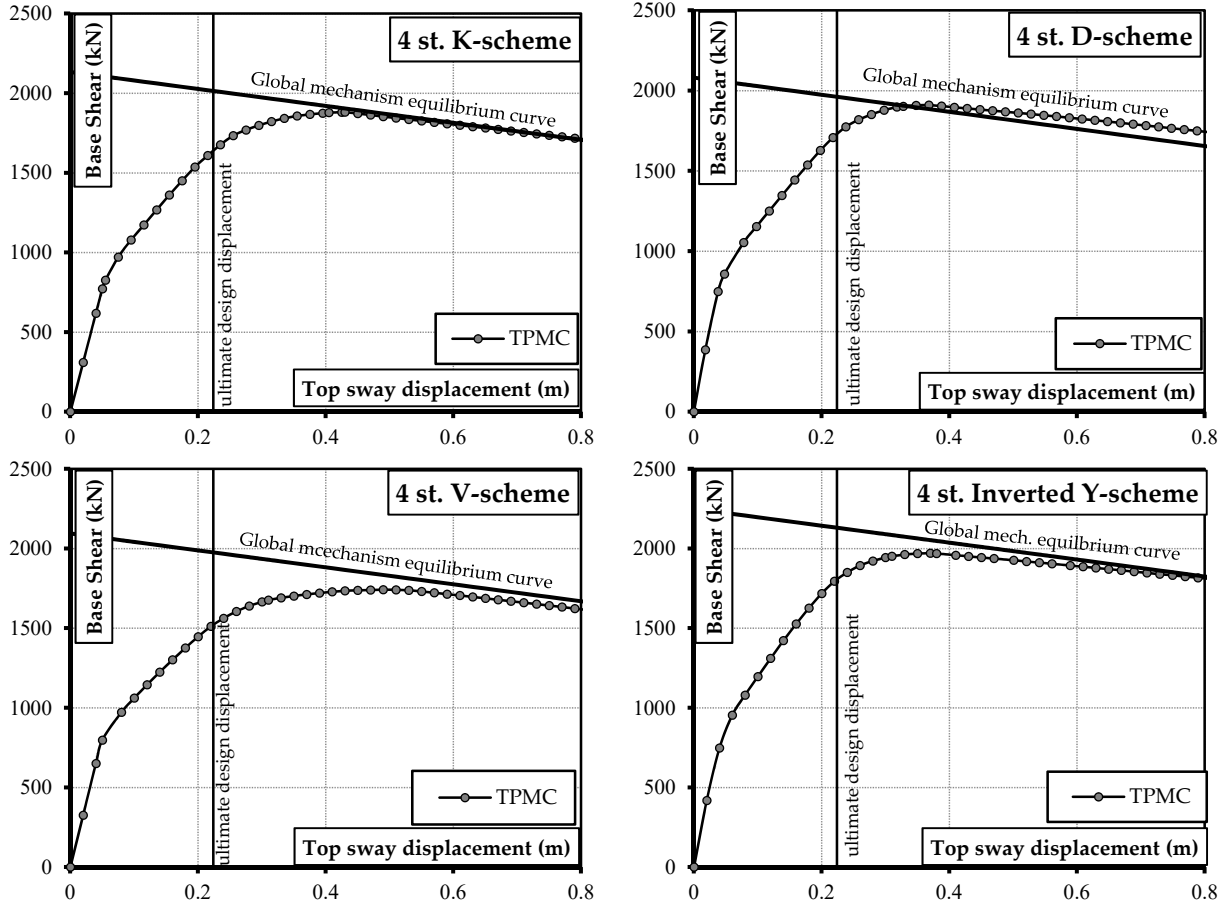 2500
2000
1500
1000
500
0
0
0.2
0.4
0.6
0.8
Base Shear (kN)
4 st. K-scheme
Global mechanism equilibrium curve
ultimate design displacement
TPMC
Top sway displacement (m)
2500
2000
1500
1000
500
0
0
0.2
0.4
0.6
0.8
Base Shear (kN)
4 st. D-scheme
Global mechanism equilibrium curve
ultimate design displacement
TPMC
Top sway displacement (m)
2500
2000
1500
1000
500
0
0
0.2
0.4
0.6
0.8
Base Shear (kN)
4 st. V-scheme
Global mcechanism equilibrium curve
ultimate design displacement
TPMC
Top sway displacement (m)
2500
2000
1500
1000
500
0
0
0.2
0.4
0.6
0.8
Base Shear (kN)
4 st. Inverted Y-scheme
Global mech. equilbrium curve
ultimate design displacement
TPMC
Top sway displacement (m)